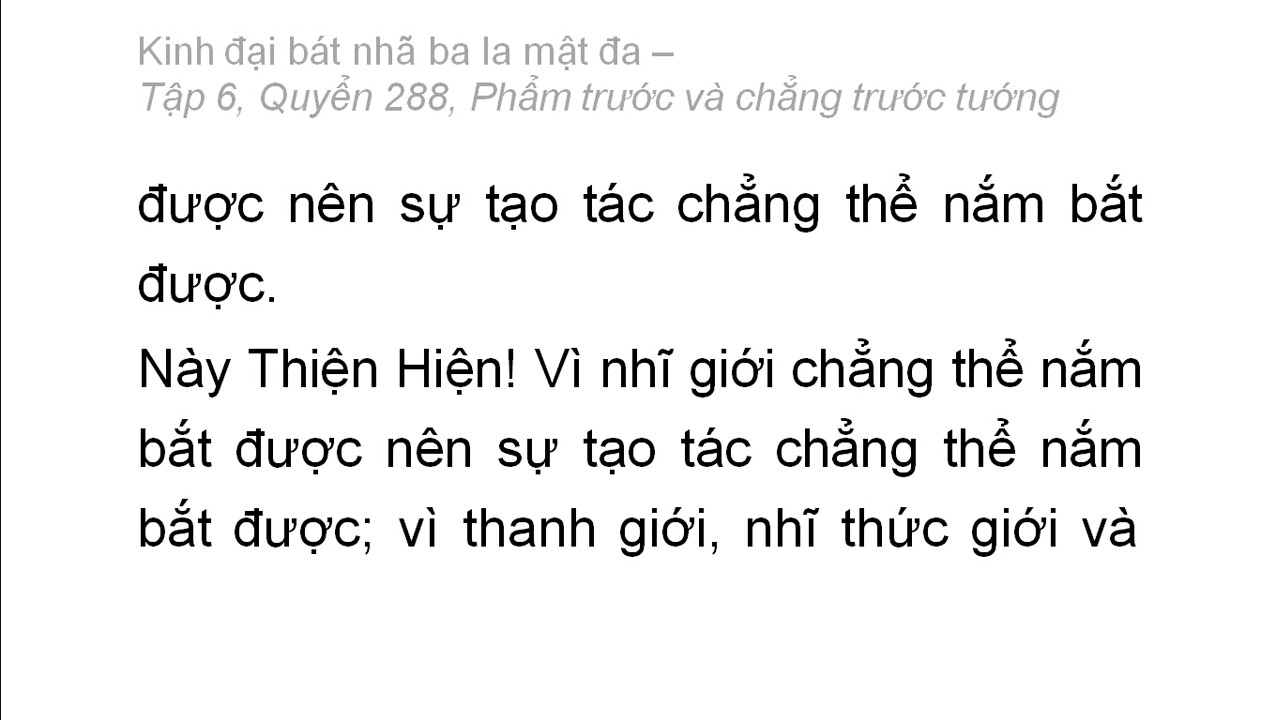 Kinh đại bát nhã ba la mật đa –
Tập 6, Quyển 288, Phẩm trước và chẳng trước tướng
được nên sự tạo tác chẳng thể nắm bắt
được.
Này Thiện Hiện! Vì nhĩ giới chẳng thể nắm
bắt được nên sự tạo tác chẳng thể nắm
bắt được; vì thanh giới, nhĩ thức giới và